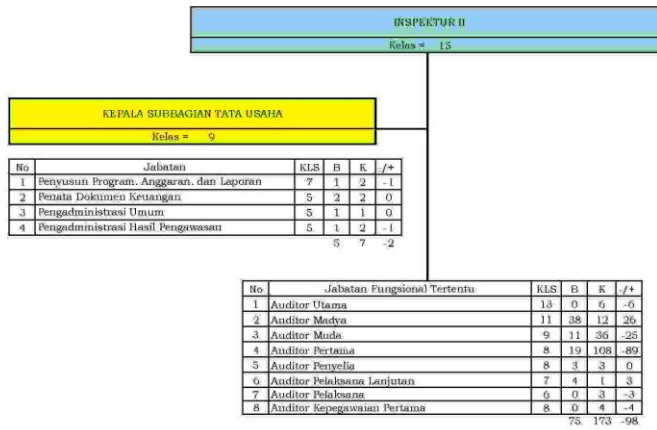 INSPEKTUR II
Kelas = 15
KEPALA SUBBAGIAN TATA USAHA
Kelas = 9
No Jabatan KLS B K -/+
1 Penyusun Program, Anggaran, dan Laporan 7 1 2 -1
2 Penata Dokumen Keuangan 5 2 2 0
3 Pengadministrasi Umum 5 1 1 0
4 Pengadministrasi Hasil Pengawasan 5 1 2 -1
5 7 -2
No Jabatan Fungsional Tertentu KLS B K -/+
1 Auditor Utama 13 0 6 -6
2 Auditor Madya 11 38 12 26
3 Auditor Muda 9 11 36 -25
4 Auditor Pertama 8 19 108 -89
5 Auditor Penyelia 8 3 3 0
6 Auditor Pelaksana Lanjutan 7 4 1 3
7 Auditor Pelaksana 6 0 3 -3
8 Auditor Kepegawaian Pertama 8 0 4 -4
75 173 -98